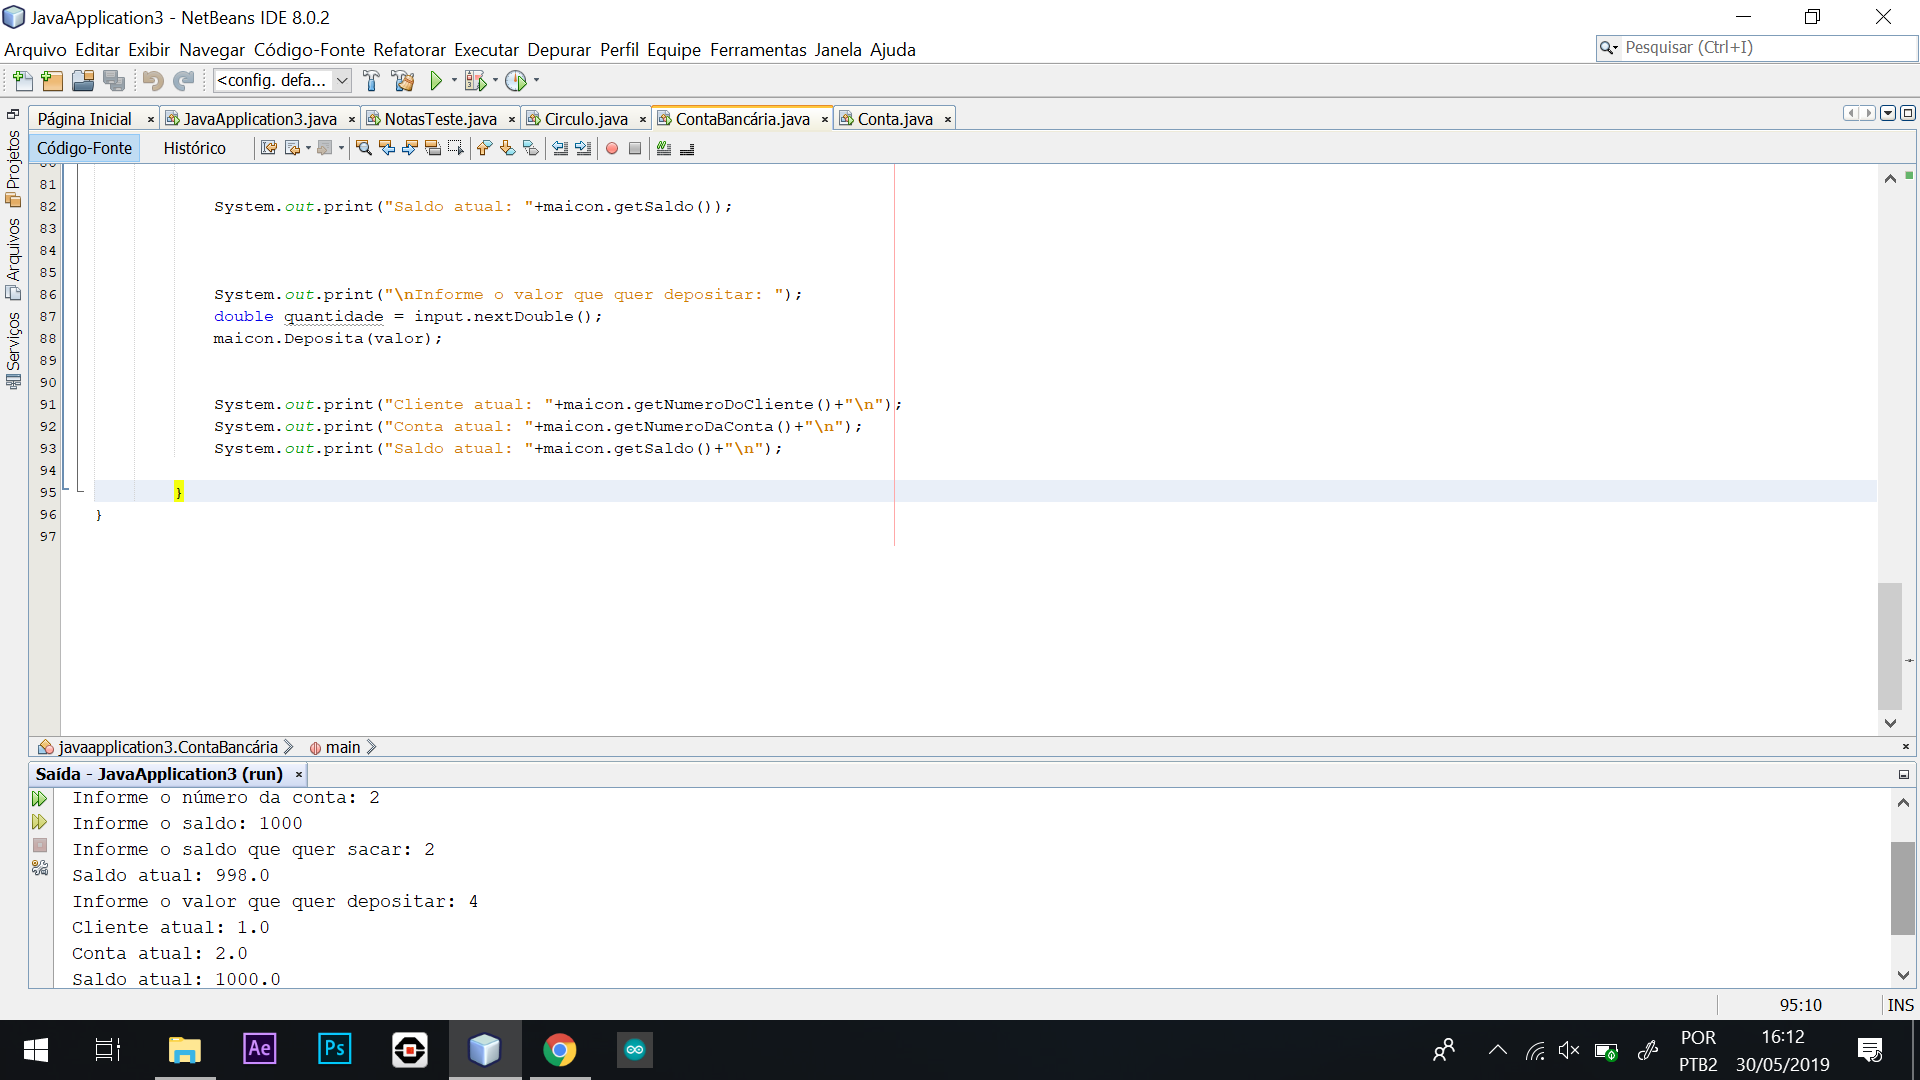 JavaApplication3 - NetBeans IDE 8.0.2
Arquivo Editar Exibir Navegar Código-Fonte Refatorar Executar Depurar Perfil Equipe Ferramentas Janela Ajuda
Pesquisar (Ctrl+I)
<config. defa...
Página Inicial × JavaApplication3.java × NotasTeste.java × Circulo.java × ContaBancária.java × Conta.java ×
Código-Fonte Histórico
Projetos
Arquivos
Serviços
81
82 System.out.print("Saldo atual: "+maicon.getSaldo());
83
84
85
86 System.out.print("\nInforme o valor que quer depositar: ");
87 double quantidade = input.nextDouble();
88 maicon.Deposita(valor);
89
90
91 System.out.print("Cliente atual: "+maicon.getNumeroDoCliente()+"\n");
92 System.out.print("Conta atual: "+maicon.getNumeroDaConta()+"\n");
93 System.out.print("Saldo atual: "+maicon.getSaldo()+"\n");
94
95 }
96 }
97
javaapplication3.ContaBancária main
Saída - JavaApplication3 (run) ×
Informe o número da conta: 2
Informe o saldo: 1000
Informe o saldo que quer sacar: 2
Saldo atual: 998.0
Informe o valor que quer depositar: 4
Cliente atual: 1.0
Conta atual: 2.0
Saldo atual: 1000.0
95:10 INS
Ae Ps
POR
PTB2
16:12
30/05/2019